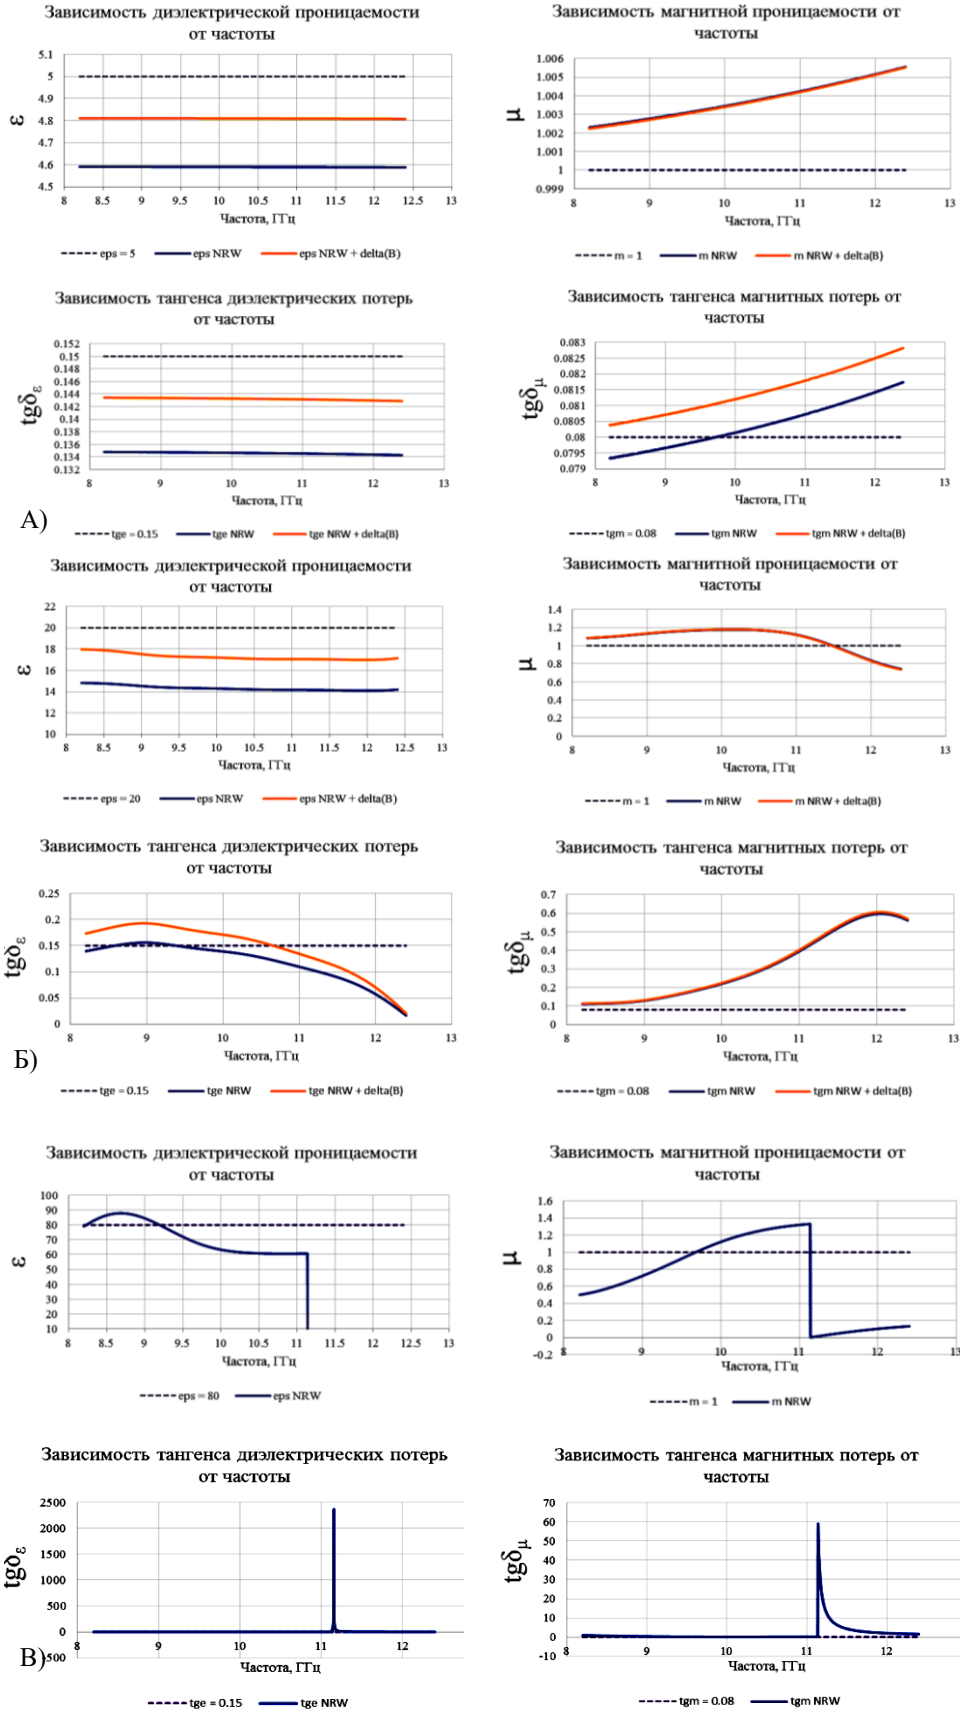 Зависимость диэлектрической проницаемости
от частоты
5.1
5
4.9
4.8
4.7
4.6
4.5
ε
8 8.5 9 9.5 10 10.5 11 11.5 12 12.5 13
Частота, ГГц
eps = 5 eps NRW eps NRW + delta(B)
Зависимость магнитной проницаемости от
частоты
1.006
1.005
1.004
1.003
1.002
1.001
1
0.999
μ
8 9 10 11 12 13
Частота, ГГц
m = 1 m NRW m NRW + delta(B)
Зависимость тангенса диэлектрических потерь
от частоты
0.152
0.15
0.148
0.146
0.144
0.142
0.14
0.138
0.136
0.134
0.132
tgδε
8 9 10 11 12 13
Частота, ГГц
А)
tge = 0.15 tge NRW tge NRW + delta(B)
Зависимость тангенса магнитных потерь от
частоты
0.083
0.0825
0.082
0.0815
0.081
0.0805
0.08
0.0795
0.079
tgδμ
8 9 10 11 12 13
Частота, ГГц
tgm = 0.08 tgm NRW tgm NRW + delta(B)
Зависимость диэлектрической проницаемости
от частоты
22
20
18
16
14
12
10
ε
8 8.5 9 9.5 10 10.5 11 11.5 12 12.5 13
Частота, ГГц
eps = 20 eps NRW eps NRW + delta(B)
Зависимость магнитной проницаемости от
частоты
1.4
1.2
1
0.8
0.6
0.4
0.2
0
μ
8 9 10 11 12 13
Частота, ГГц
m = 1 m NRW m NRW + delta(B)
Зависимость тангенса диэлектрических потерь
от частоты
0.25
0.2
0.15
0.1
0.05
0
tgδε
8 9 10 11 12 13
Частота, ГГц
Б)
tge = 0.15 tge NRW tge NRW + delta(B)
Зависимость тангенса магнитных потерь от
частоты
0.7
0.6
0.5
0.4
0.3
0.2
0.1
0
tgδμ
8 9 10 11 12 13
Частота, ГГц
tgm = 0.08 tgm NRW tgm NRW + delta(B)
Зависимость диэлектрической проницаемости
от частоты
100
90
80
70
60
50
40
30
20
10
ε
8 8.5 9 9.5 10 10.5 11 11.5 12 12.5 13
Частота, ГГц
eps = 80 eps NRW
Зависимость магнитной проницаемости от
частоты
1.6
1.4
1.2
1
0.8
0.6
0.4
0.2
0
-0.2
μ
8 9 10 11 12 13
Частота, ГГц
m = 1 m NRW
Зависимость тангенса диэлектрических потерь
от частоты
2500
2000
1500
1000
500
0
500
tgδε
8 9 10 11 12
Частота, ГГц
В)
tge = 0.15 tge NRW
Зависимость тангенса магнитных потерь от
частоты
70
60
50
40
30
20
10
0
-10
tgδμ
8 9 10 11 12
Частота, ГГц
tgm = 0.08 tgm NRW